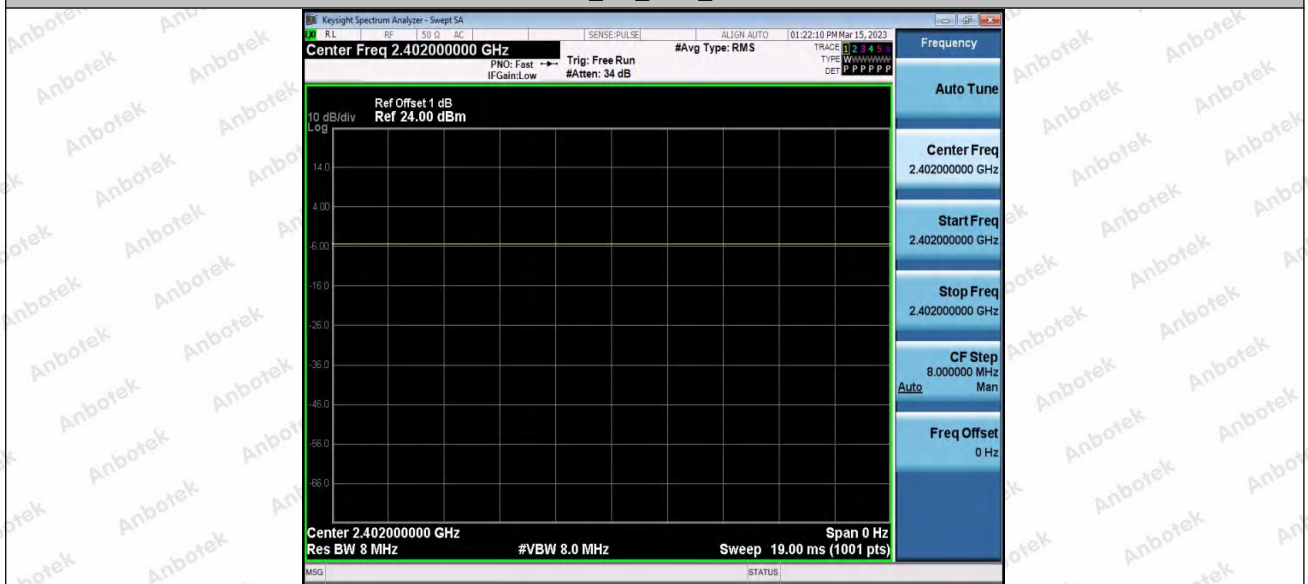 Keysight Spectrum Analyzer - Swept SA
RL RF 50 Ω AC SENSE:PULSE ALIGN AUTO 01:22:10 PM Mar 15, 2023
Center Freq 2.402000000 GHz #Avg Type: RMS TRACE 1 2 3 4 5 6
PNO: Fast Trig: Free Run TYPE WWWWWW
IFGain:Low #Atten: 34 dB DET P P P P P P
Ref Offset 1 dB
10 dB/div Ref 24.00 dBm
Log
14.0
4.00
-6.00
-16.0
-26.0
-36.0
-46.0
-56.0
-66.0
Center 2.402000000 GHz Span 0 Hz
Res BW 8 MHz #VBW 8.0 MHz Sweep 19.00 ms (1001 pts)
MSG STATUS
Frequency
Auto Tune
Center Freq
2.402000000 GHz
Start Freq
2.402000000 GHz
Stop Freq
2.402000000 GHz
CF Step
8.000000 MHz
Auto Man
Freq Offset
0 Hz
Anbotek